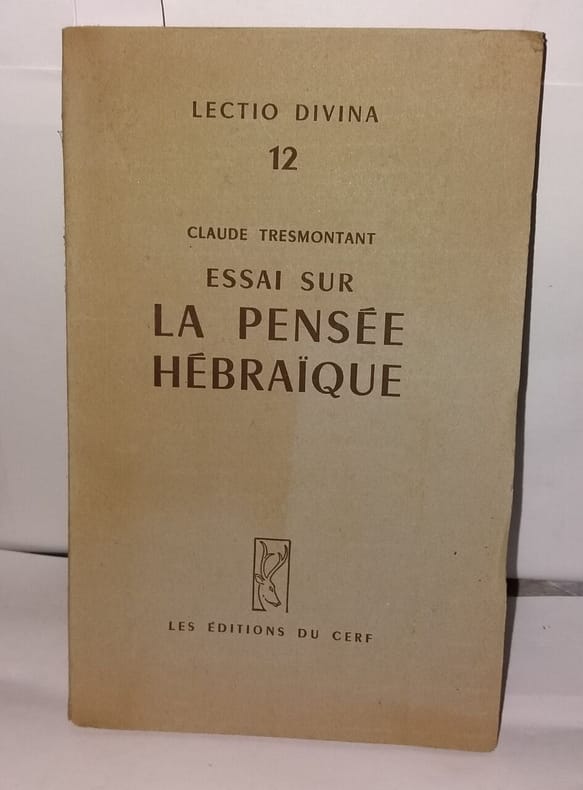 LECTIO DIVINA
12
CLAUDE TRESMONTANT
ESSAI SUR
LA PENSÉE
HÉBRAÏQUE
LES ÉDITIONS DU CERF